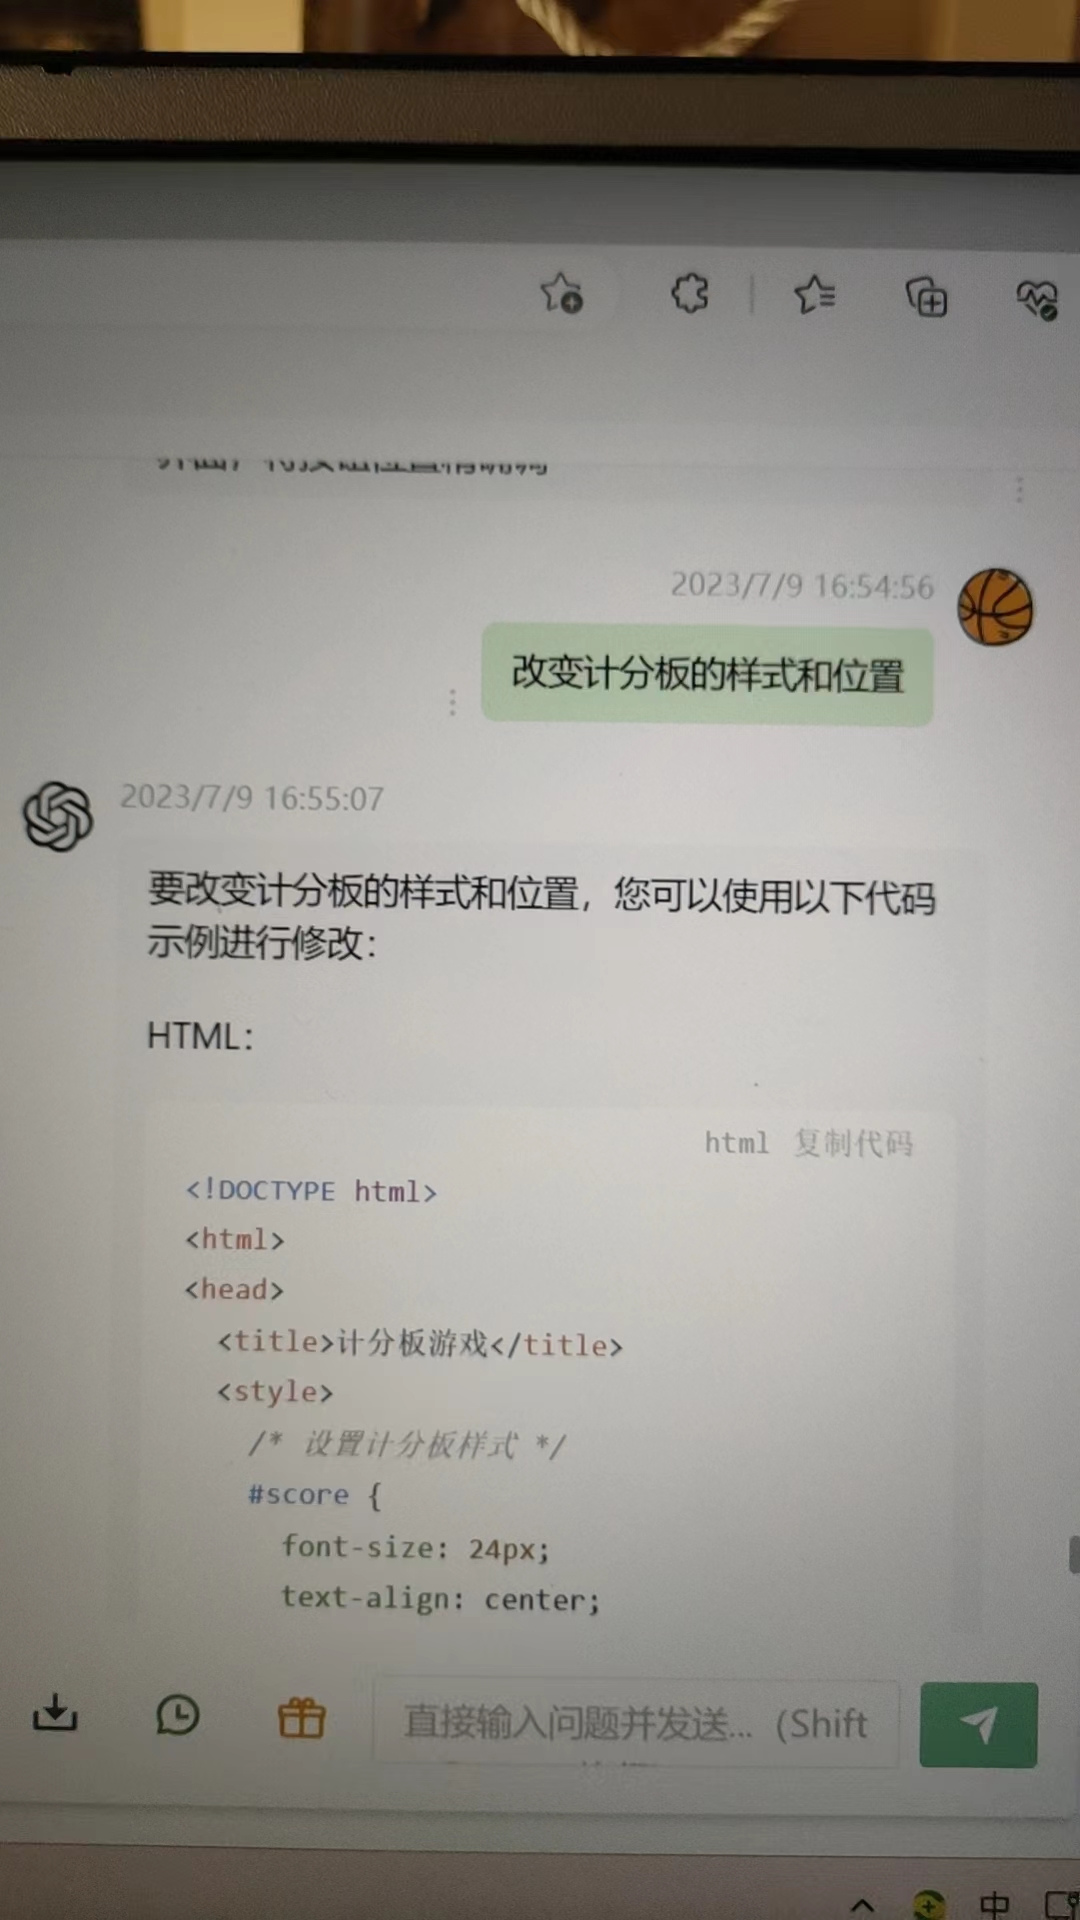 2023/7/9 16:54:56
改变计分板的样式和位置
2023/7/9 16:55:07
要改变计分板的样式和位置，您可以使用以下代码
示例进行修改：
HTML：
html 复制代码
<!DOCTYPE html>
<html>
<head>
<title>计分板游戏</title>
<style>
/* 设置计分板样式 */
#score {
font-size: 24px;
text-align: center;
直接输入问题并发送... (Shift
中